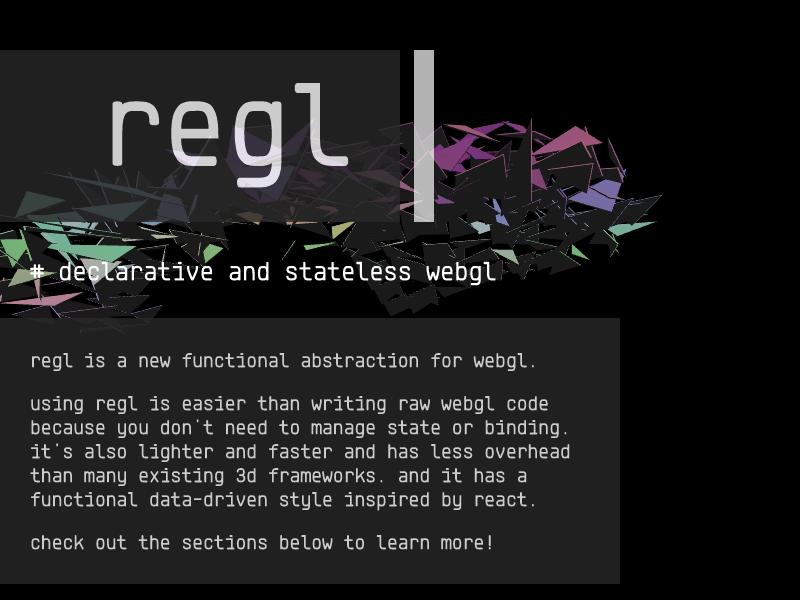 regl
# declarative and stateless webgl
regl is a new functional abstraction for webgl.
using regl is easier than writing raw webgl code
because you don't need to manage state or binding.
it's also lighter and faster and has less overhead
than many existing 3d frameworks. and it has a
functional data-driven style inspired by react.
check out the sections below to learn more!